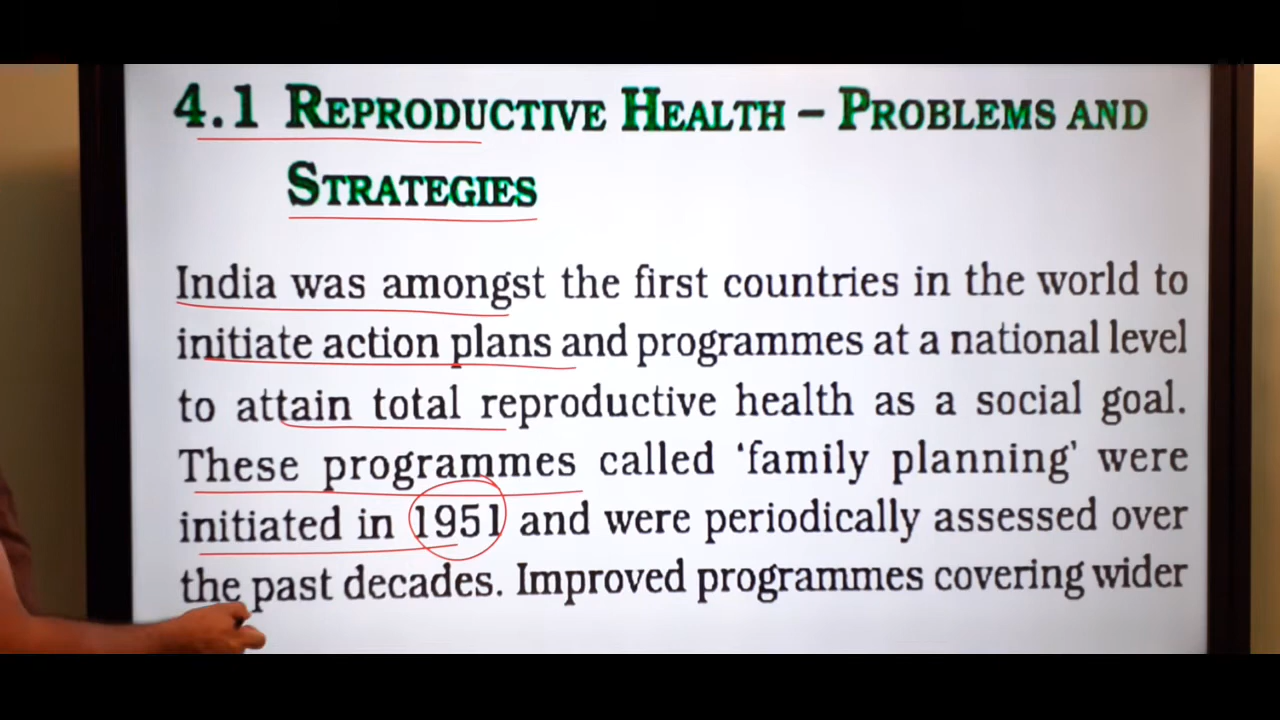 4.1 REPRODUCTIVE HEALTH – PROBLEMS AND
STRATEGIES
India was amongst the first countries in the world to
initiate action plans and programmes at a national level
to attain total reproductive health as a social goal.
These programmes called ‘family planning’ were
initiated in 1951 and were periodically assessed over
the past decades. Improved programmes covering wider